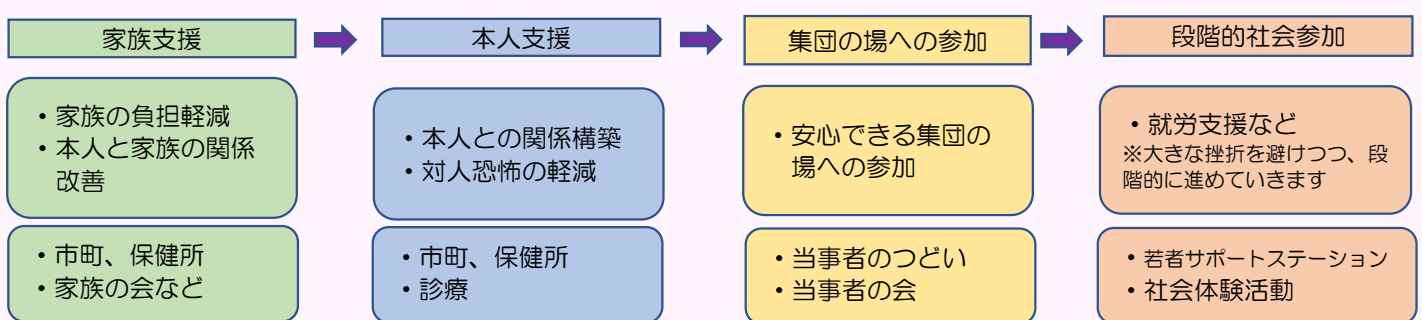 家族支援
本人支援
集団の場への参加
段階的社会参加
・家族の負担軽減
・本人と家族の関係
改善
・本人との関係構築
・対人恐怖の軽減
・安心できる集団の
場への参加
・就労支援など
※大きな挫折を避けつつ、段
階的に進めていきます
・市町、保健所
・家族の会など
・市町、保健所
・診療
・当事者のつどい
・当事者の会
・若者サポートステーション
・社会体験活動